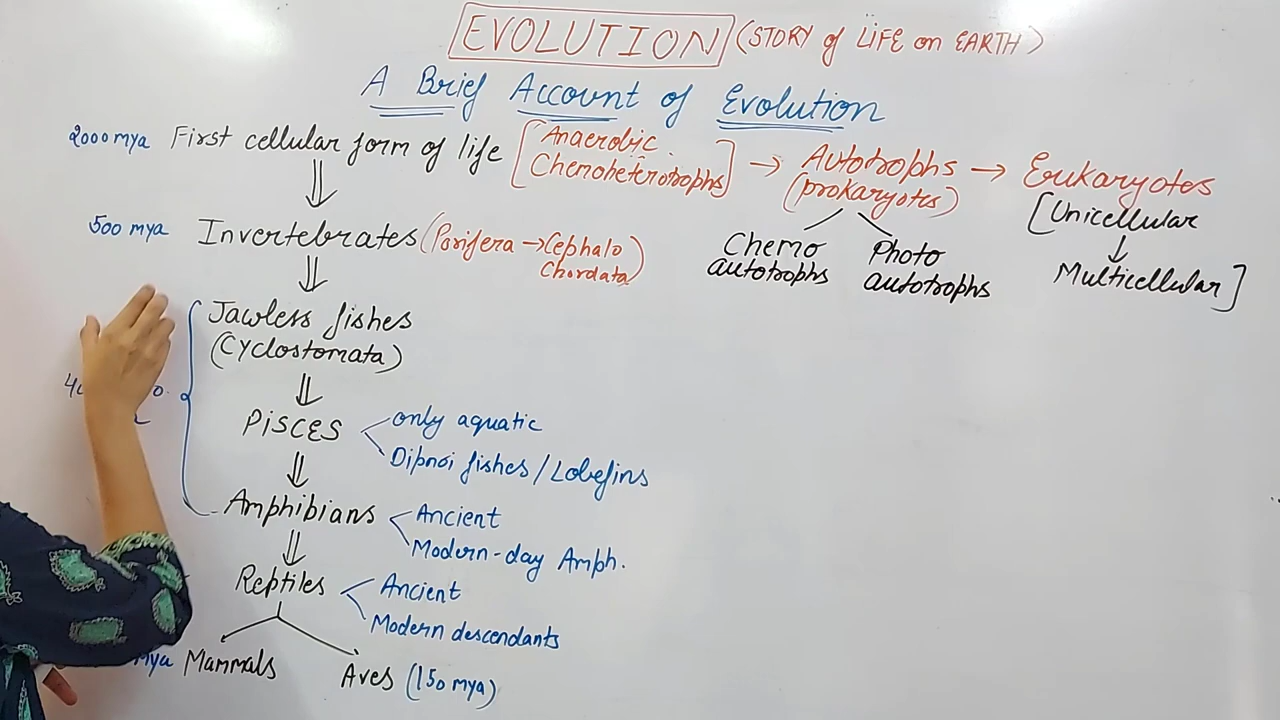 EVOLUTION (STORY of LiFE on EARTH)
A Brief Account of Evolution
2000 mya First cellular form of life [Anaerobic Chemoheterotrophs] → Autotrophs (prokaryotes) → Eukaryotes
[Unicellular
↓
Multicellular]
Chemo autotrophs
Photo autotrophs
500 mya Invertebrates (Porifera → Cephalo Chordata)
Jawless fishes
(Cyclostomata)
PiSCES
only aquatic
Dipnoi fishes / Lobefins
Amphibians
Ancient
Modern-day Amph.
Reptiles
Ancient
Modern descendants
mya Mammals
Aves (150 mya)